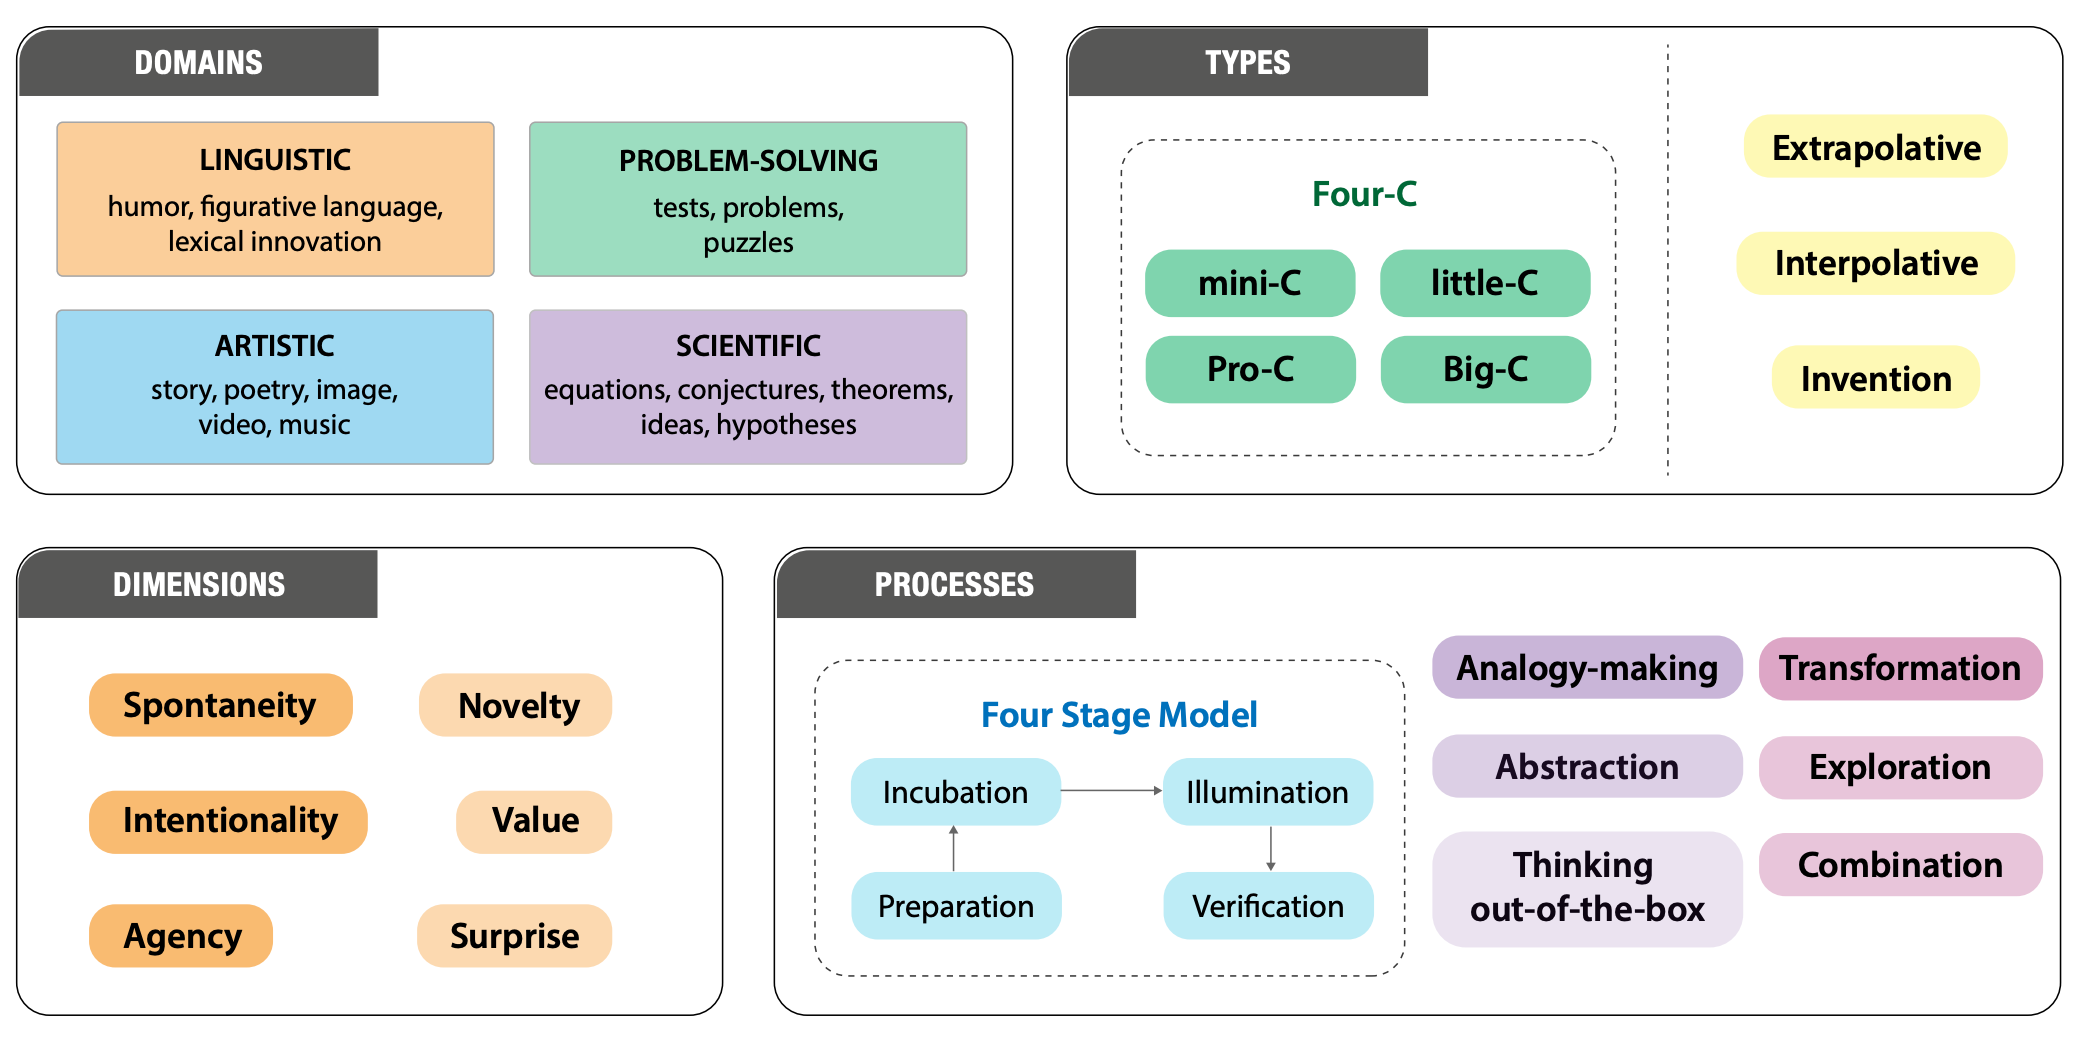 DOMAINS
LINGUISTIC
humor, figurative language,
lexical innovation
PROBLEM-SOLVING
tests, problems,
puzzles
ARTISTIC
story, poetry, image,
video, music
SCIENTIFIC
equations, conjectures, theorems,
ideas, hypotheses
TYPES
Four-C
mini-C
little-C
Pro-C
Big-C
Extrapolative
Interpolative
Invention
DIMENSIONS
Spontaneity
Novelty
Intentionality
Value
Agency
Surprise
PROCESSES
Four Stage Model
Incubation
Illumination
Preparation
Verification
Analogy-making
Transformation
Abstraction
Exploration
Thinking
out-of-the-box
Combination